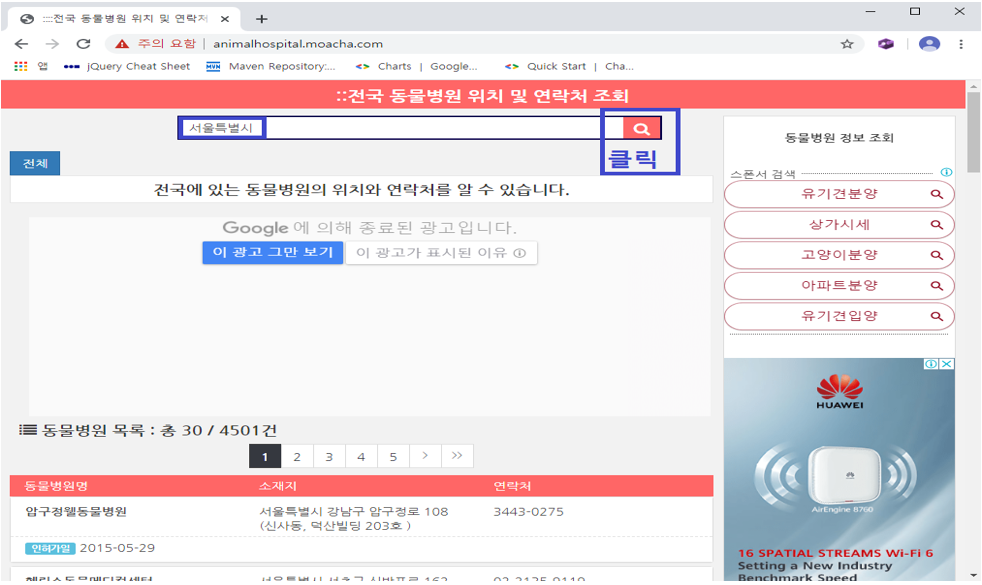 ::::전국 동물병원 위치 및 연락처
주의 요함 | animalhospital.moacha.com
앱 jQuery Cheat Sheet MVN Maven Repository:... Charts | Google... Quick Start | Cha...
::전국 동물병원 위치 및 연락처 조회
서울특별시
클릭
전체
전국에 있는 동물병원의 위치와 연락처를 알 수 있습니다.
Google 에 의해 종료된 광고입니다.
이 광고 그만 보기 이 광고가 표시된 이유
동물병원 목록 : 총 30 / 4501건
1 2 3 4 5 > >>
동물병원명 소재지 연락처
압구정웰동물병원 서울특별시 강남구 압구정로 108 3443-0275
(신사동, 덕산빌딩 203호 )
인허가일 2015-05-29
동물병원 정보 조회
스폰서 검색
유기견분양
상가시세
고양이분양
아파트분양
유기견입양
HUAWEI
AirEngine 8760
16 SPATIAL STREAMS Wi-Fi 6
Setting a New Industry
Benchmark Speed